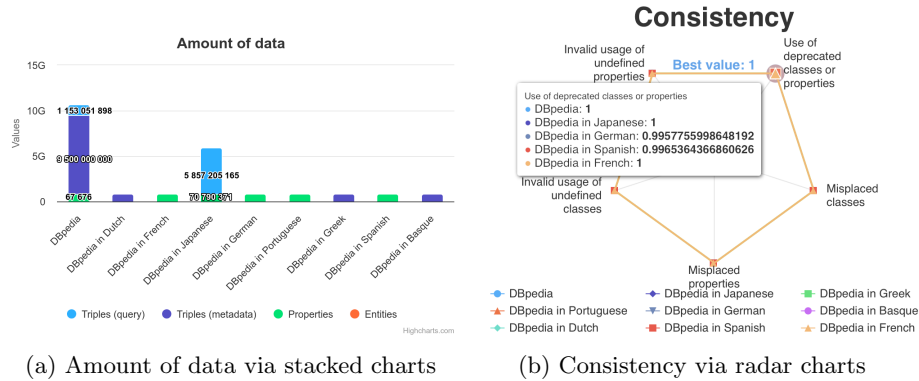 Amount of data
15G
10G
5G
0
Values
1 153 051 898
9 500 000 000
67 676
5 857 205 165
70 790 371
DBpedia
DBpedia in Dutch
DBpedia in French
DBpedia in Japanese
DBpedia in German
DBpedia in Portuguese
DBpedia in Greek
DBpedia in Spanish
DBpedia in Basque
Triples (query)
Triples (metadata)
Properties
Entities
Highcharts.com
(a) Amount of data via stacked charts
Consistency
Invalid usage of
undefined
properties
Best value: 1
Use of
deprecated
classes or
properties
Use of deprecated classes or properties
DBpedia: 1
DBpedia in Japanese: 1
DBpedia in German: 0.9957755998648192
DBpedia in Spanish: 0.9965364366860626
DBpedia in French: 1
Invalid usage of
undefined
classes
Misplaced
classes
Misplaced
properties
DBpedia
DBpedia in Japanese
DBpedia in Greek
DBpedia in Portuguese
DBpedia in German
DBpedia in Basque
DBpedia in Dutch
DBpedia in Spanish
DBpedia in French
(b) Consistency via radar charts